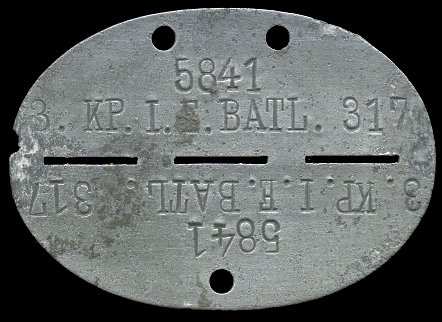 5841
3. KP. I. E. BATL. 317
3. KP. I. E. BATL. 317
5841